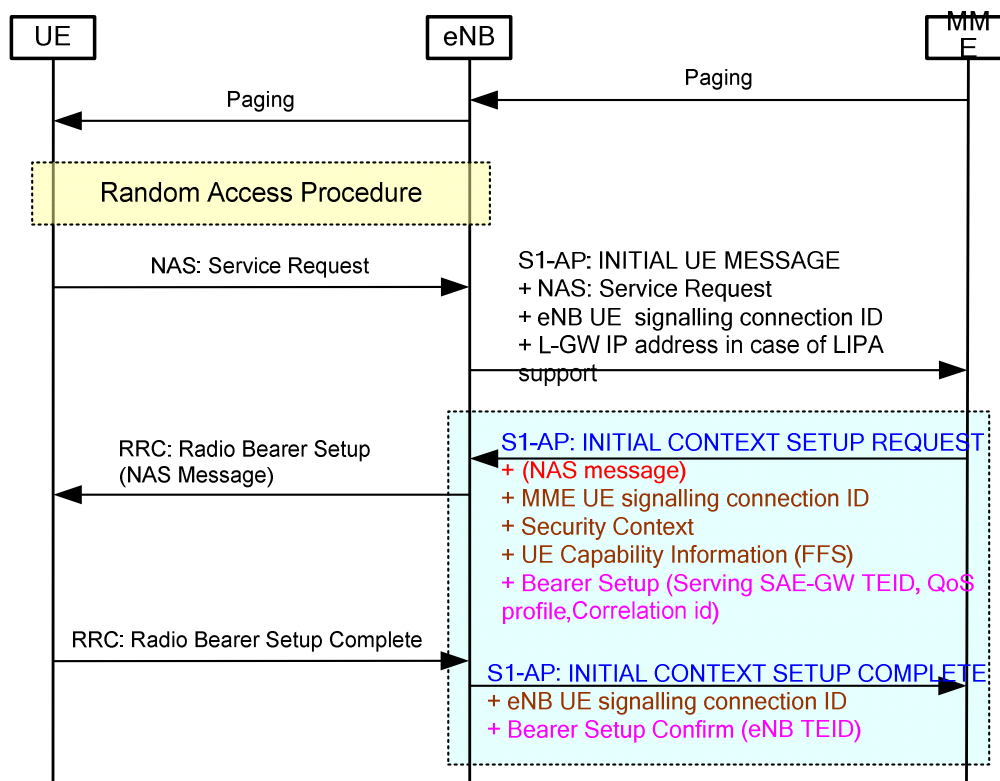 UE
eNB
MM
E
Paging
Paging
Random Access Procedure
NAS: Service Request
S1-AP: INITIAL UE MESSAGE
+ NAS: Service Request
+ eNB UE  signalling connection ID
+ L-GW IP address in case of LIPA
support
RRC: Radio Bearer Setup
(NAS Message)
S1-AP: INITIAL CONTEXT SETUP REQUEST
+ (NAS message)
+ MME UE signalling connection ID
+ Security Context
+ UE Capability Information (FFS)
+ Bearer Setup (Serving SAE-GW TEID, QoS
profile,Correlation id)
RRC: Radio Bearer Setup Complete
S1-AP: INITIAL CONTEXT SETUP COMPLETE
+ eNB UE signalling connection ID
+ Bearer Setup Confirm (eNB TEID)